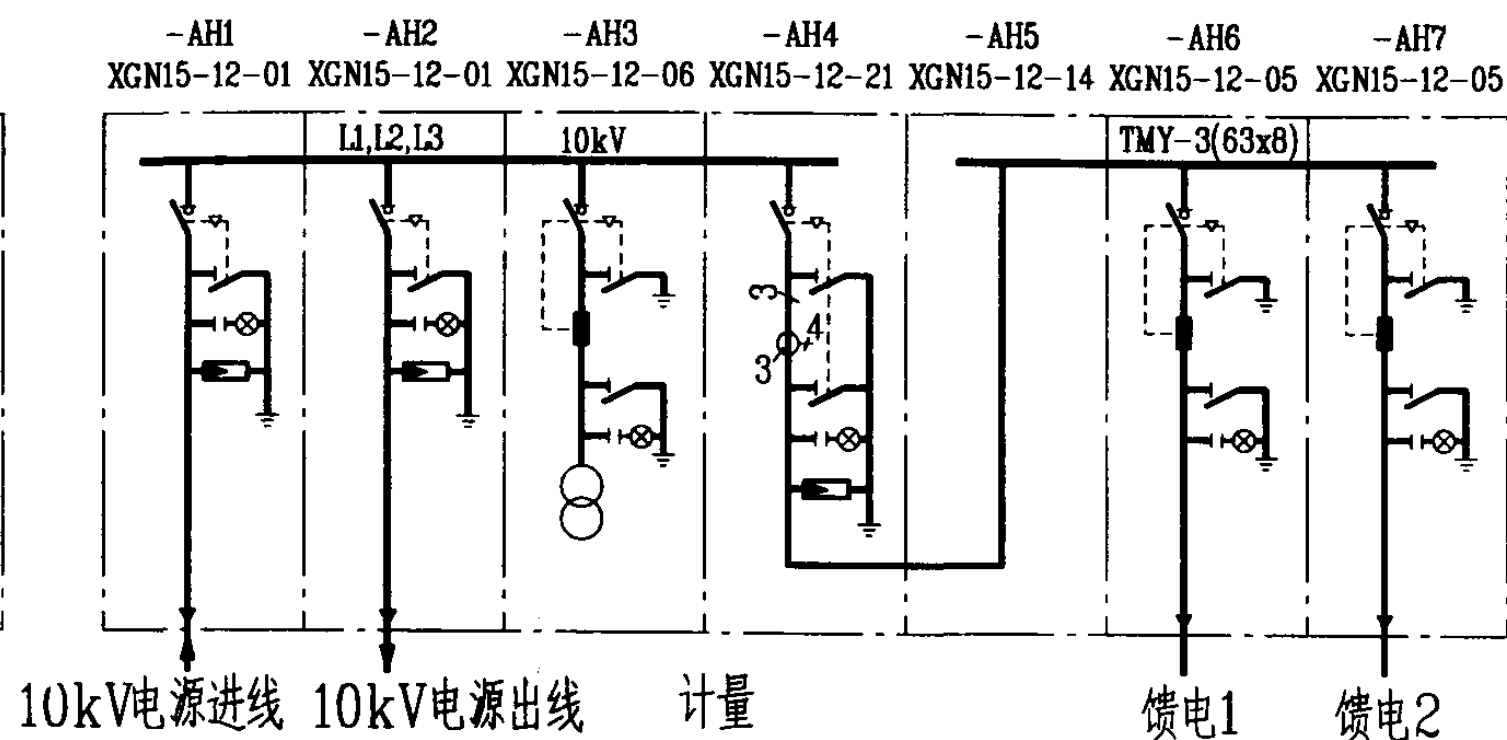 -AH1 -AH2 -AH3 -AH4 -AH5 -AH6 -AH7
XGN15-12-01 XGN15-12-01 XGN15-12-06 XGN15-12-21 XGN15-12-14 XGN15-12-05 XGN15-12-05
L1,L2,L3 10kV TMY-3(63x8)
3
4
3
10kV电源进线 10kV电源出线 计量 馈电1 馈电2